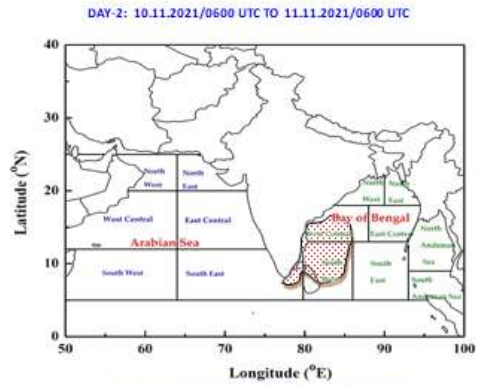 DAY-2: 10.11.2021/0600 UTC TO 11.11.2021/0600 UTC
40
30
20
10
0
Latitude (°N)
North West
North East
North West
North East
West Central
East Central
Bay of Bengal
East Central
North Andaman Sea
Arabian Sea
South West
South East
South
South East
South Andaman Sea
50
60
70
80
90
100
Longitude (°E)